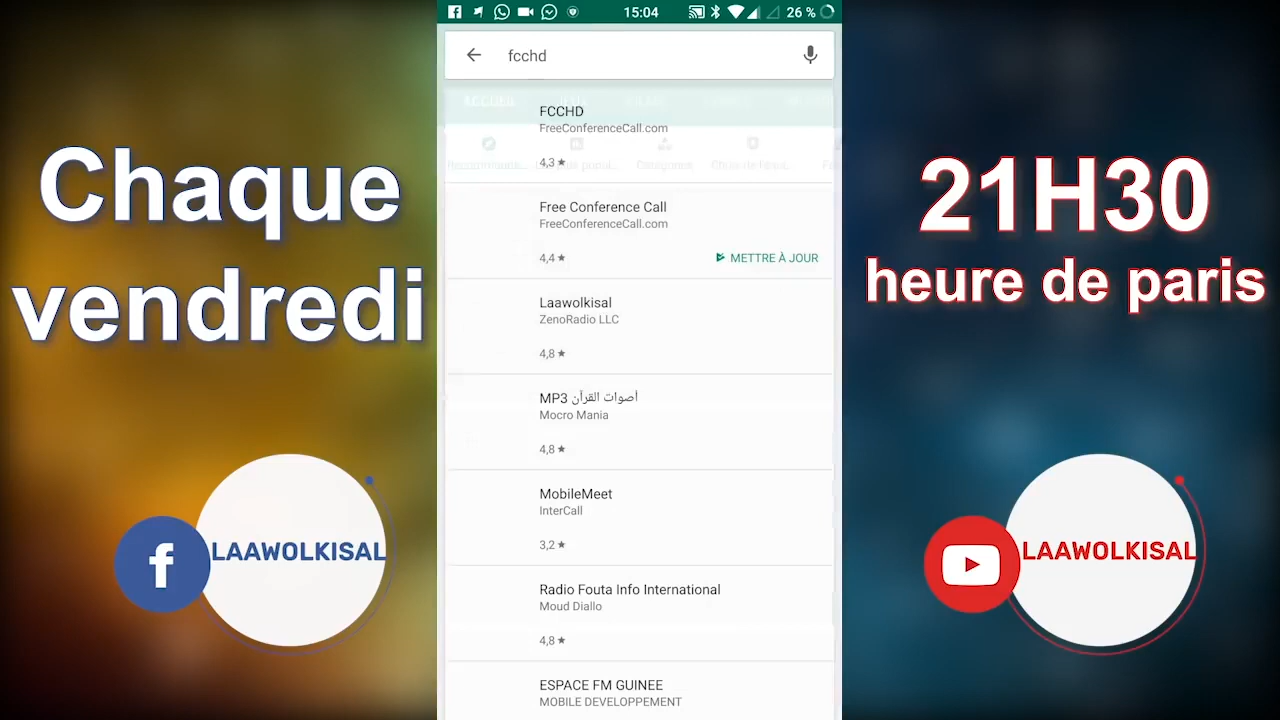 Chaque
vendredi
LAAWOLKISAL
15:04
26 %
fcchd
ACCUEIL
FCCHD
FreeConferenceCall.com
4,3 ★
Free Conference Call
FreeConferenceCall.com
4,4 ★
METTRE À JOUR
Laawolkisal
ZenoRadio LLC
4,8 ★
MP3 أصوات القرآن
Mocro Mania
4,8 ★
MobileMeet
InterCall
3,2 ★
Radio Fouta Info International
Moud Diallo
4,8 ★
ESPACE FM GUINEE
MOBILE DEVELOPPEMENT
21H30
heure de paris
LAAWOLKISAL